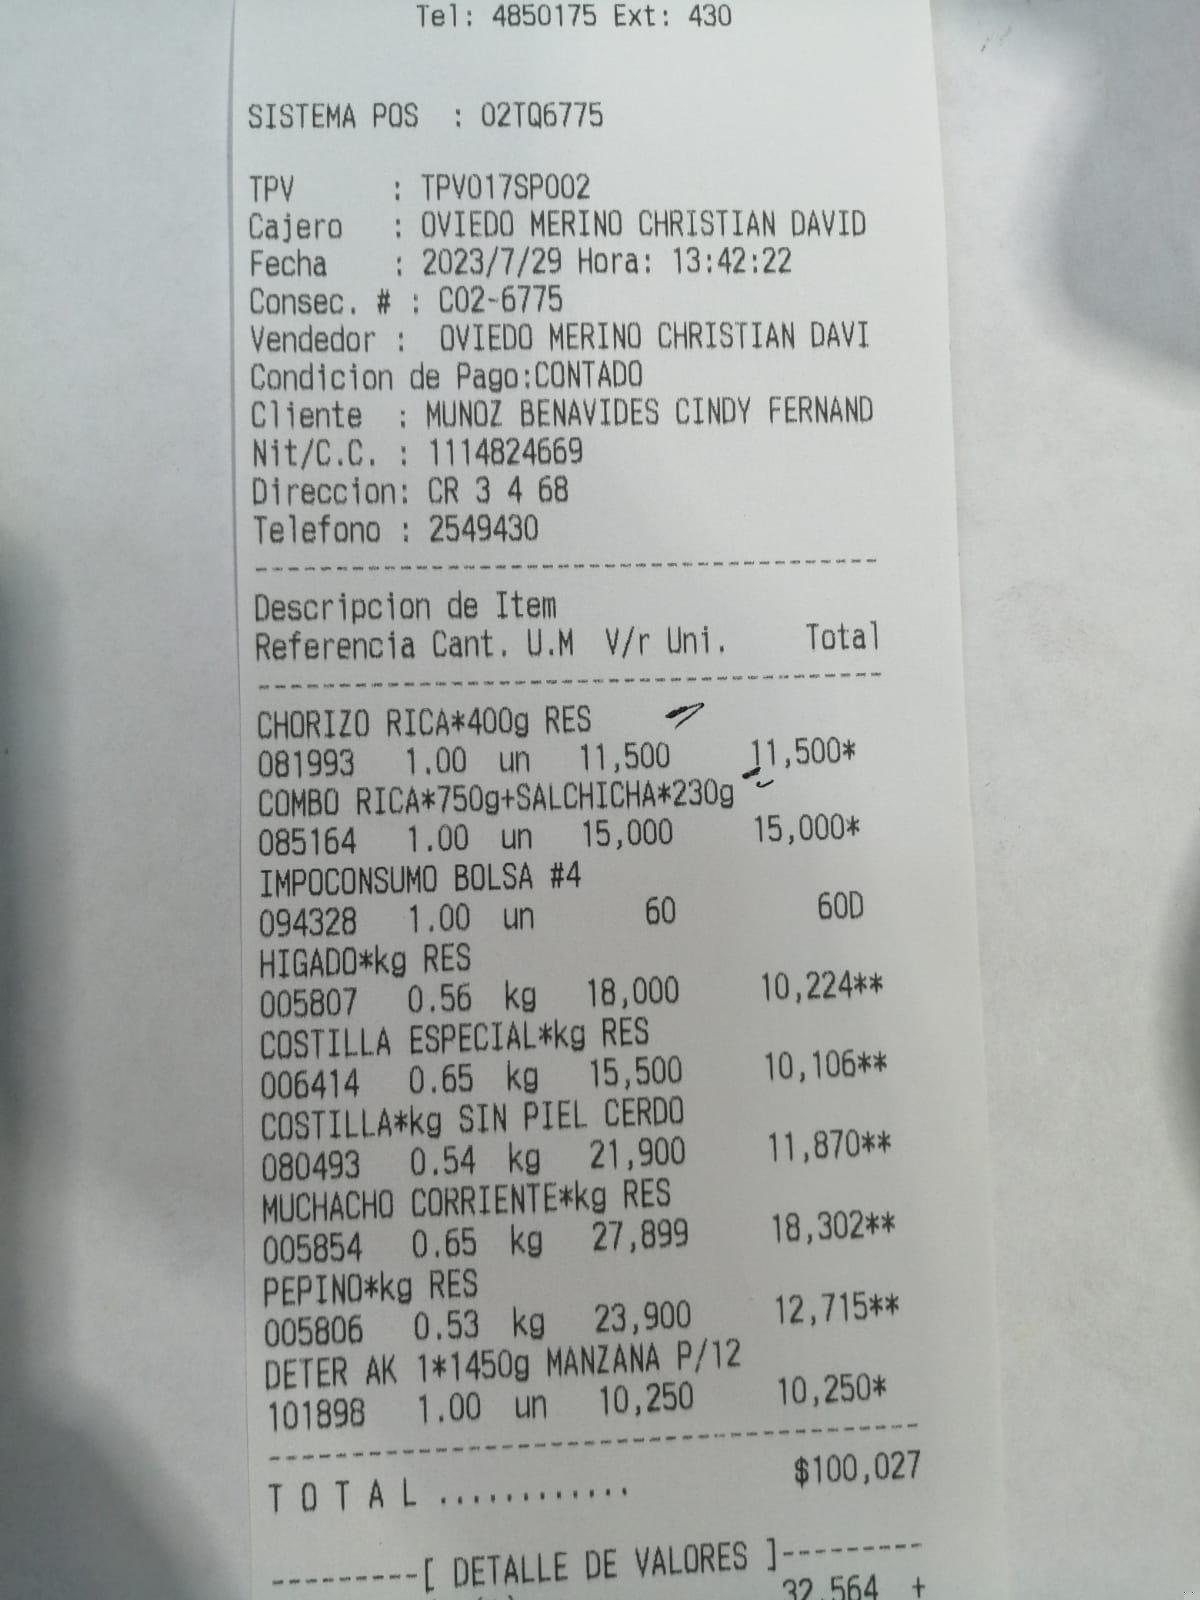 Tel: 4850175 Ext: 430
SISTEMA POS : 02TQ6775
TPV : TPV017SP002
Cajero : OVIEDO MERINO CHRISTIAN DAVID
Fecha : 2023/7/29 Hora: 13:42:22
Consec. # : C02-6775
Vendedor : OVIEDO MERINO CHRISTIAN DAVI
Condicion de Pago:CONTADO
Cliente : MUNOZ BENAVIDES CINDY FERNAND
Nit/C.C. : 1114824669
Direccion: CR 3 4 68
Telefono : 2549430
Descripcion de Item
Referencia Cant. U.M V/r Uni. Total
CHORIZO RICA*400g RES
081993 1.00 un 11,500 11,500*
COMBO RICA*750g+SALCHICHA*230g
085164 1.00 un 15,000 15,000*
IMPOCONSUMO BOLSA #4
094328 1.00 un 60 60D
HIGADO*kg RES
005807 0.56 kg 18,000 10,224**
COSTILLA ESPECIAL*kg RES
006414 0.65 kg 15,500 10,106**
COSTILLA*kg SIN PIEL CERDO
080493 0.54 kg 21,900 11,870**
MUCHACHO CORRIENTE*kg RES
005854 0.65 kg 27,899 18,302**
PEPINO*kg RES
005806 0.53 kg 23,900 12,715**
DETER AK 1*1450g MANZANA P/12
101898 1.00 un 10,250 10,250*
T O T A L ............ $100,027
---------[ DETALLE DE VALORES ]---------
32,564 +